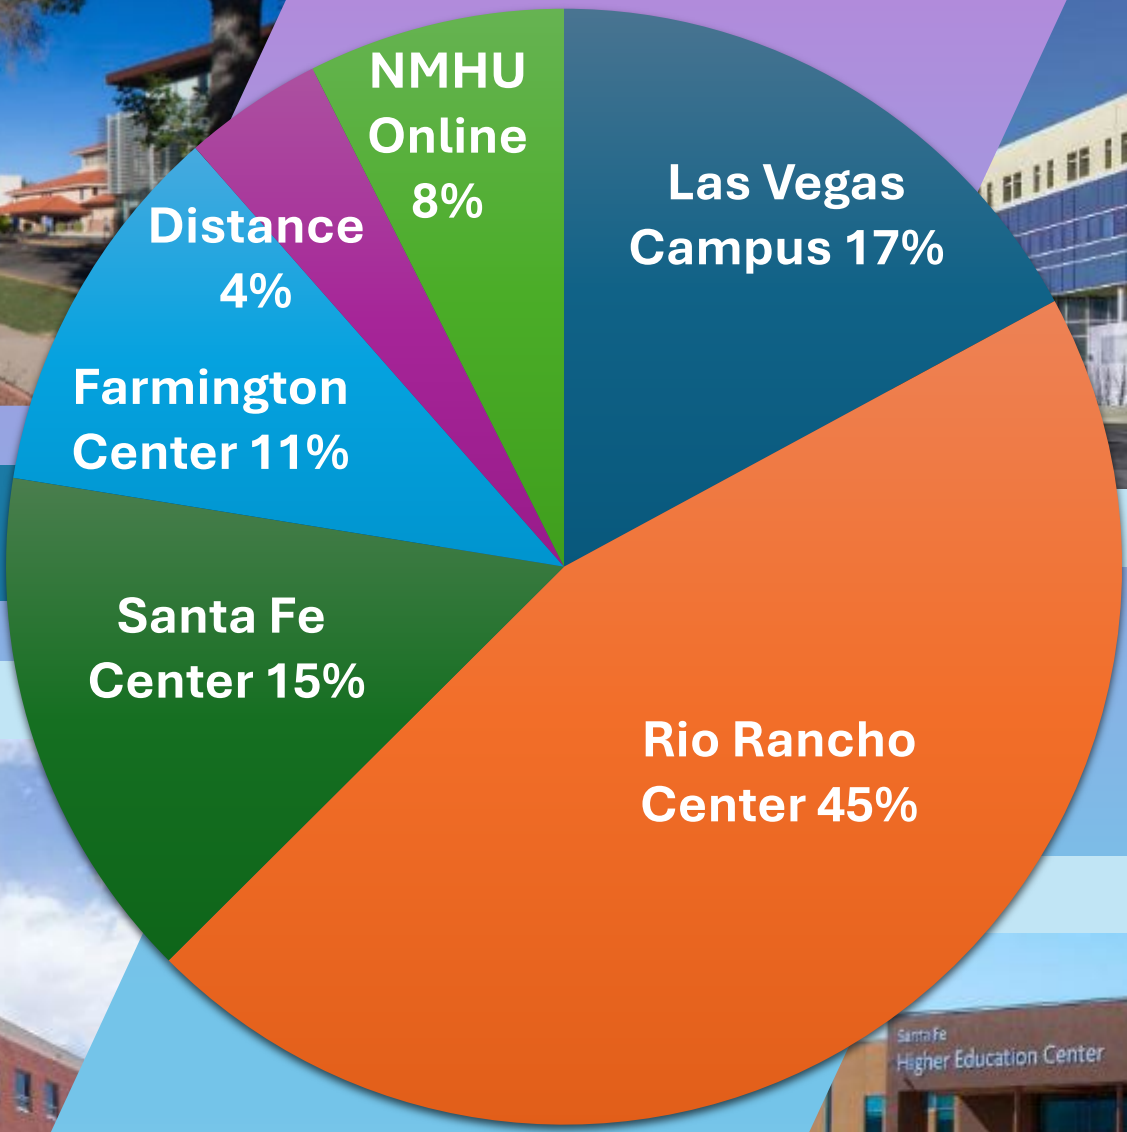 NMHU
Online
8%
Las Vegas
Campus 17%
Distance
4%
Farmington
Center 11%
Santa Fe
Center 15%
Rio Rancho
Center 45%
Santa Fe
Higher Education Center